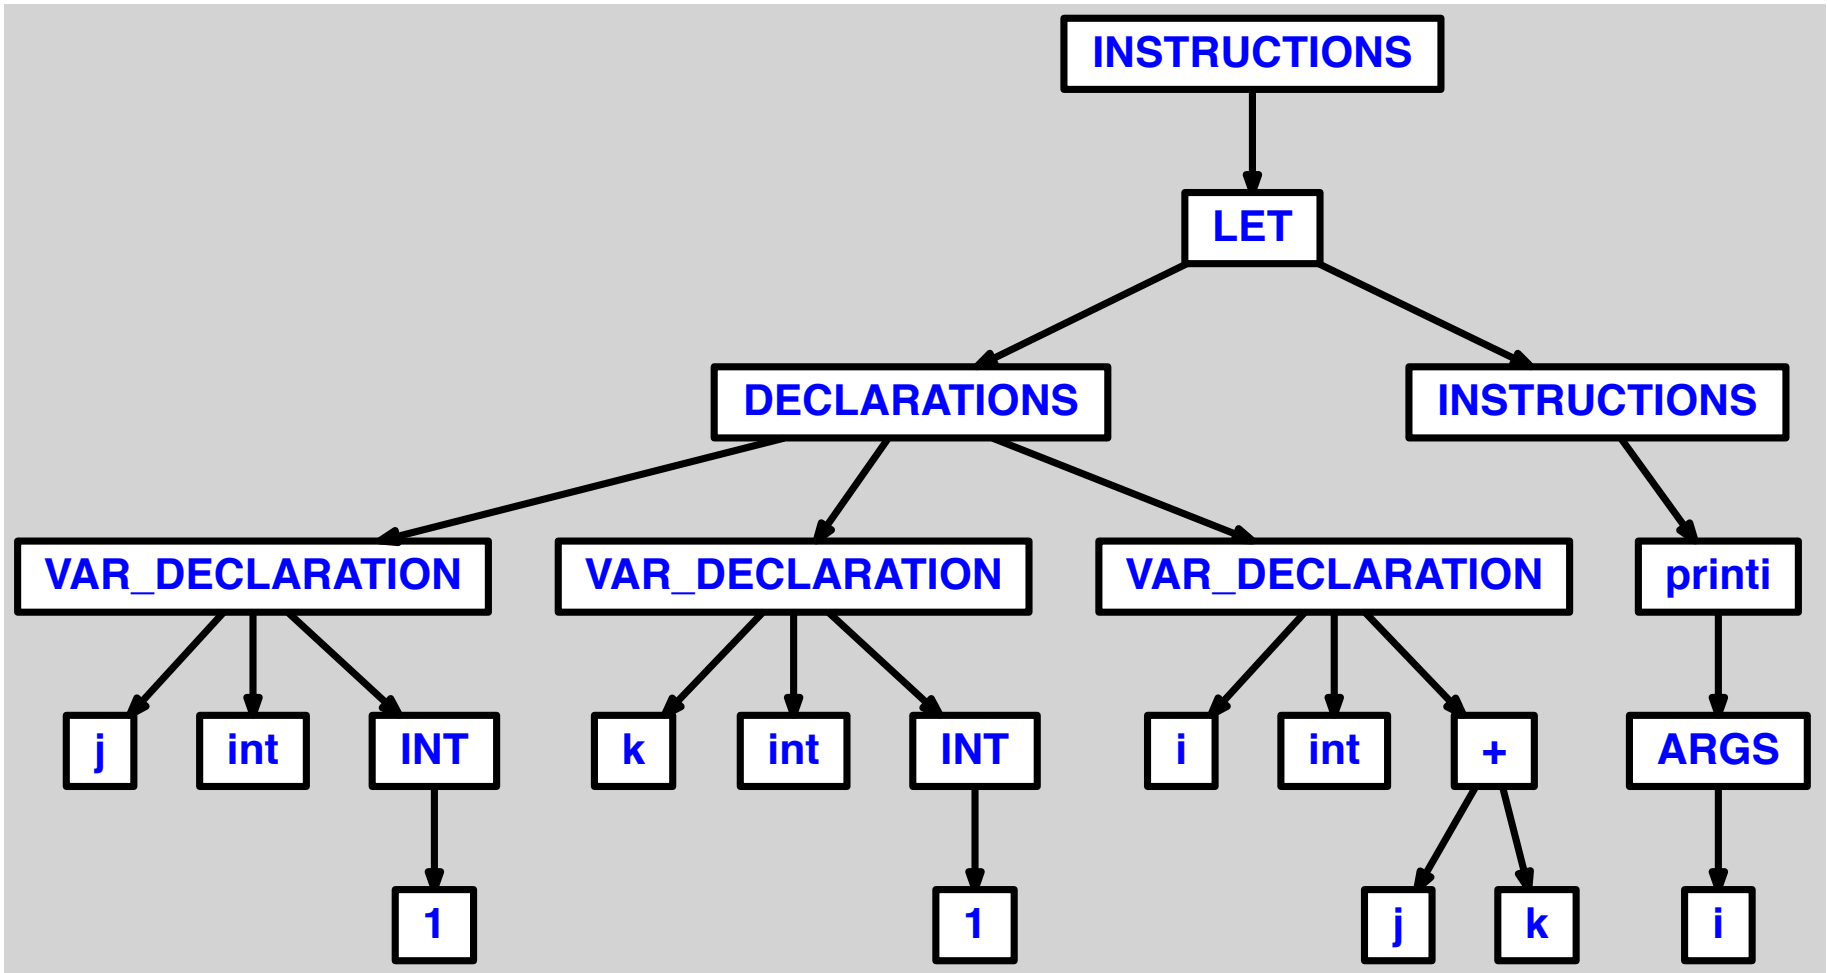 INSTRUCTIONS
LET
DECLARATIONS
INSTRUCTIONS
VAR_DECLARATION
VAR_DECLARATION
VAR_DECLARATION
printi
j
int
INT
k
int
INT
i
int
+
ARGS
1
1
j
k
i